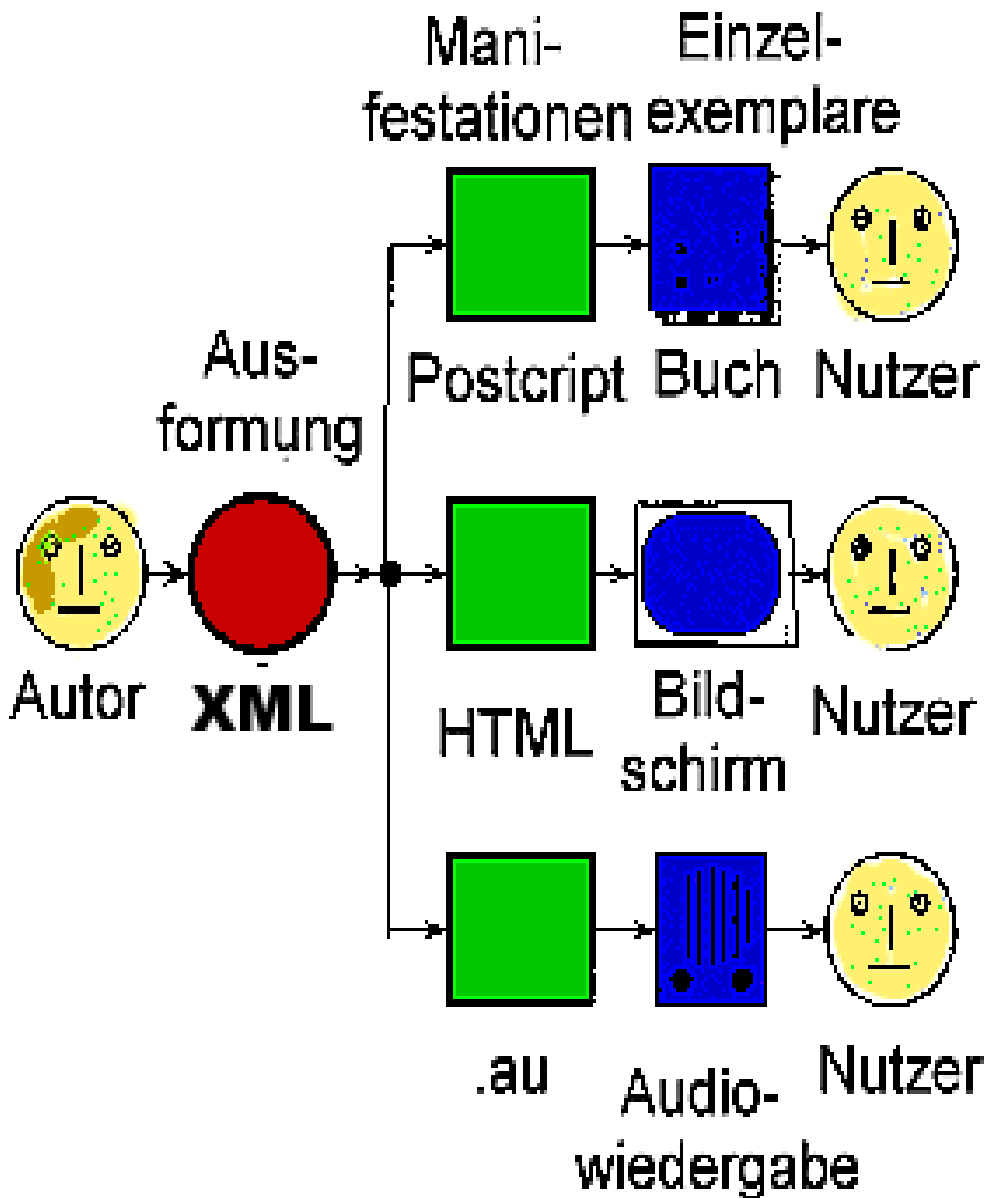 Mani-
festationen
Einzel-
exemplare
Postcript
Buch
Nutzer
Aus-
formung
Autor
XML
HTML
Bild-
schirm
Nutzer
.au
Audio-
wiedergabe
Nutzer